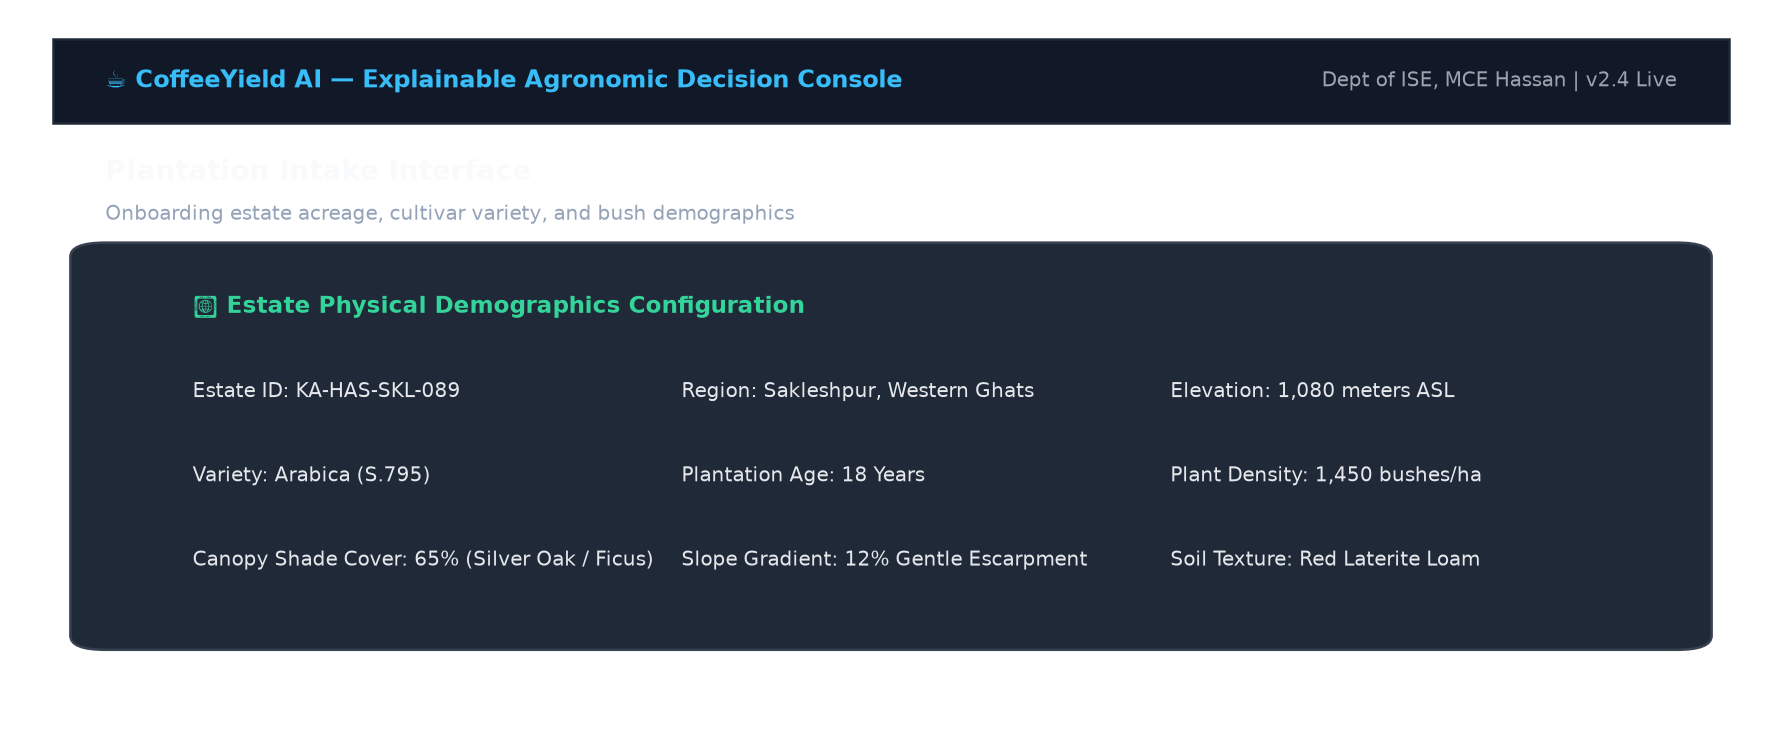 ☕ CoffeeYield AI — Explainable Agronomic Decision Console
Dept of ISE, MCE Hassan | v2.4 Live
Plantation Intake Interface
Onboarding estate acreage, cultivar variety, and bush demographics
Estate Physical Demographics Configuration
Estate ID: KA-HAS-SKL-089
Region: Sakleshpur, Western Ghats
Elevation: 1,080 meters ASL
Variety: Arabica (S.795)
Plantation Age: 18 Years
Plant Density: 1,450 bushes/ha
Canopy Shade Cover: 65% (Silver Oak / Ficus)
Slope Gradient: 12% Gentle Escarpment
Soil Texture: Red Laterite Loam